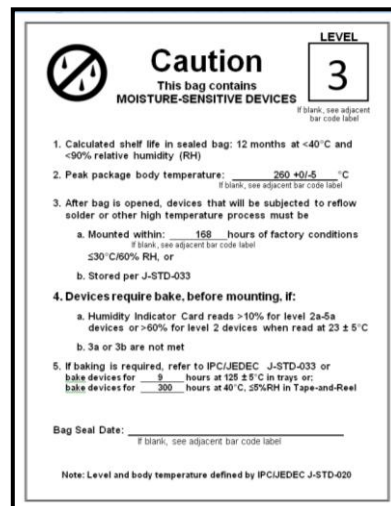 LEVEL
3
If blank, see adjacent
bar code label
Caution
This bag contains
MOISTURE-SENSITIVE DEVICES
1. Calculated shelf life in sealed bag: 12 months at <40°C and
<90% relative humidity (RH)
2. Peak package body temperature: 260 +0/-5 °C
If blank, see adjacent bar code label
3. After bag is opened, devices that will be subjected to reflow
solder or other high temperature process must be
a. Mounted within: 168 hours of factory conditions
If blank, see adjacent bar code label
≤30°C/60% RH, or
b. Stored per J-STD-033
4. Devices require bake, before mounting, if:
a. Humidity Indicator Card reads >10% for level 2a-5a
devices or >60% for level 2 devices when read at 23 ± 5°C
b. 3a or 3b are not met
5. If baking is required, refer to IPC/JEDEC J-STD-033 or
bake devices for 9 hours at 125 ±5°C in trays or;
bake devices for 300 hours at 40°C, ≤5%RH in Tape-and-Reel
Bag Seal Date:
If blank, see adjacent bar code label
Note: Level and body temperature defined by IPC/JEDEC J-STD-020